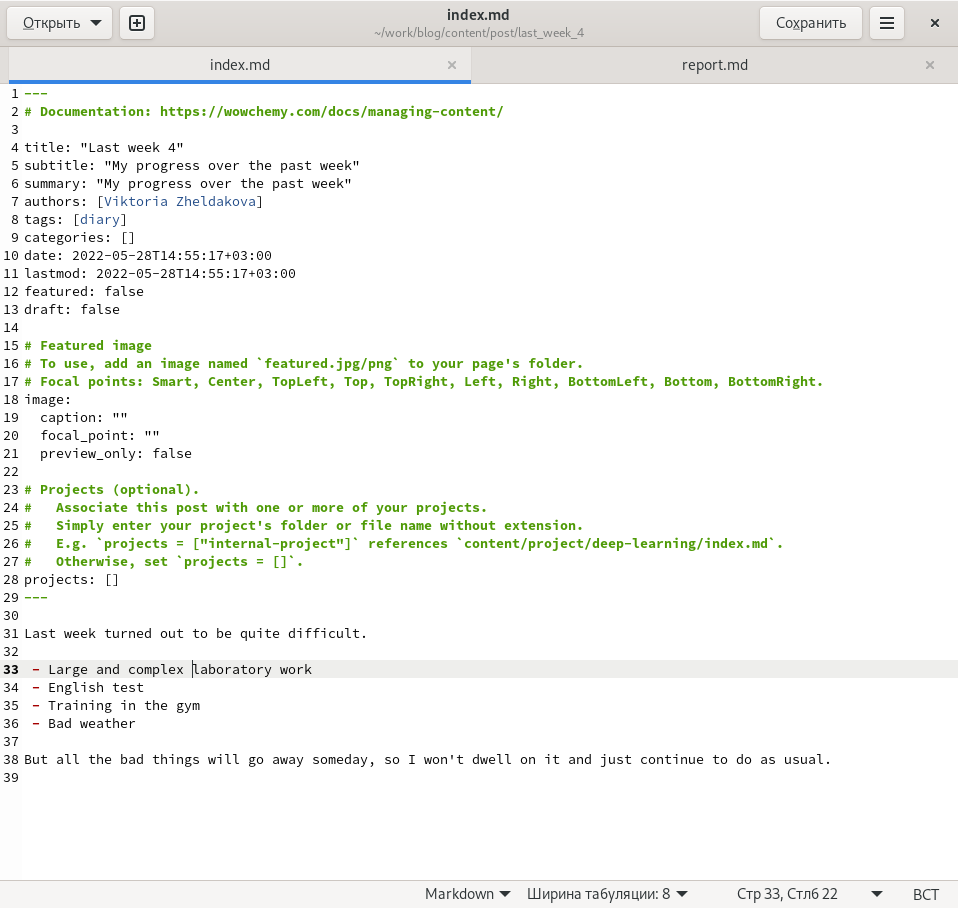 Открыть
index.md
~/work/blog/content/post/last_week_4
Сохранить
index.md
report.md
1 ---
2 # Documentation: https://wowchemy.com/docs/managing-content/
3
4 title: "Last week 4"
5 subtitle: "My progress over the past week"
6 summary: "My progress over the past week"
7 authors: [Viktoria Zheldakova]
8 tags: [diary]
9 categories: []
10 date: 2022-05-28T14:55:17+03:00
11 lastmod: 2022-05-28T14:55:17+03:00
12 featured: false
13 draft: false
14
15 # Featured image
16 # To use, add an image named `featured.jpg/png` to your page's folder.
17 # Focal points: Smart, Center, TopLeft, Top, TopRight, Left, Right, BottomLeft, Bottom, BottomRight.
18 image:
19   caption: ""
20   focal_point: ""
21   preview_only: false
22
23 # Projects (optional).
24 #   Associate this post with one or more of your projects.
25 #   Simply enter your project's folder or file name without extension.
26 #   E.g. `projects = ["internal-project"]` references `content/project/deep-learning/index.md`.
27 #   Otherwise, set `projects = []`.
28 projects: []
29 ---
30
31 Last week turned out to be quite difficult.
32
33  - Large and complex laboratory work
34  - English test
35  - Training in the gym
36  - Bad weather
37
38 But all the bad things will go away someday, so I won't dwell on it and just continue to do as usual.
39
Markdown
Ширина табуляции: 8
Стр 33, Стлб 22
ВСТ